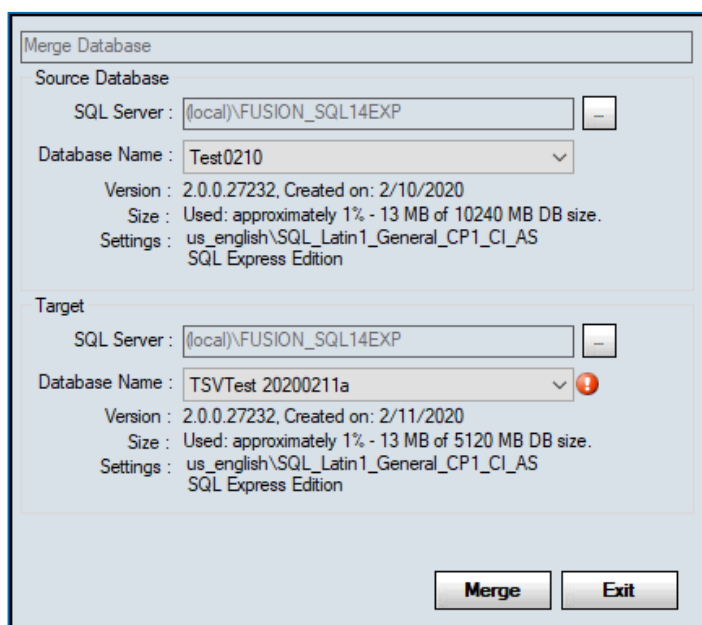 Merge Database
Source Database
SQL Server : (local)\FUSION_SQL14EXP ...
Database Name : Test0210
Version : 2.0.0.27232, Created on: 2/10/2020
Size : Used: approximately 1% - 13 MB of 10240 MB DB size.
Settings : us_english\SQL_Latin1_General_CP1_CI_AS
SQL Express Edition
Target
SQL Server : (local)\FUSION_SQL14EXP ...
Database Name : TSVTest 20200211a
Version : 2.0.0.27232, Created on: 2/11/2020
Size : Used: approximately 1% - 13 MB of 5120 MB DB size.
Settings : us_english\SQL_Latin1_General_CP1_CI_AS
SQL Express Edition
Merge Exit